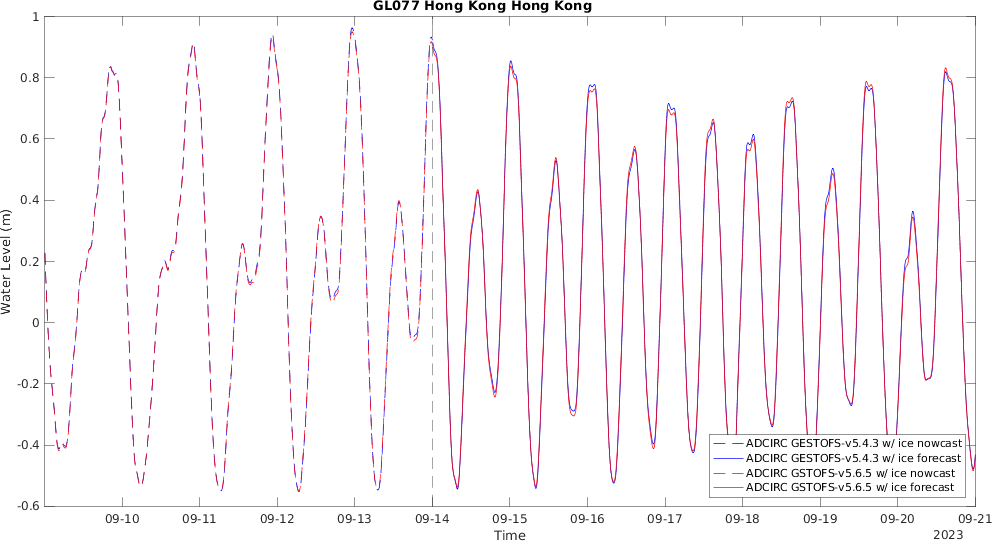 GL077 Hong Kong Hong Kong
1
0.8
0.6
0.4
0.2
0
-0.2
-0.4
-0.6
Water Level (m)
ADCIRC GESTOFS-v5.4.3 w/ ice nowcast
ADCIRC GESTOFS-v5.4.3 w/ ice forecast
ADCIRC GSTOFS-v5.6.5 w/ ice nowcast
ADCIRC GSTOFS-v5.6.5 w/ ice forecast
09-10 09-11 09-12 09-13 09-14 09-15 09-16 09-17 09-18 09-19 09-20 09-21
Time
2023